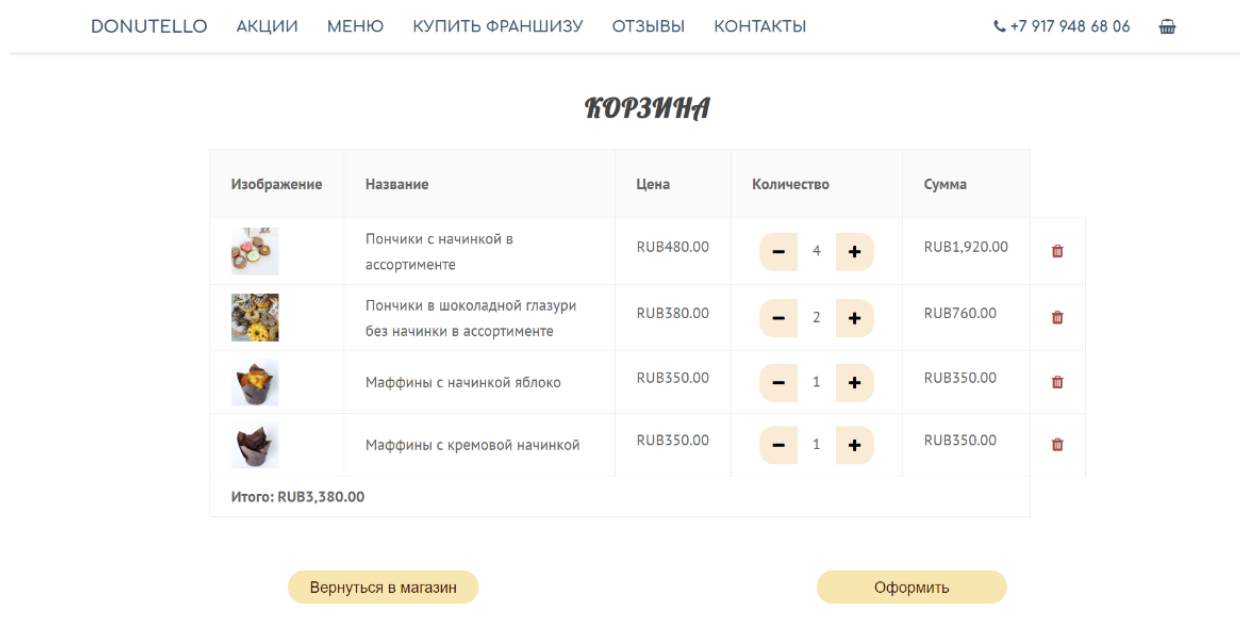 DONUTELLO АКЦИИ МЕНЮ КУПИТЬ ФРАНШИЗУ ОТЗЫВЫ КОНТАКТЫ +7 917 948 68 06
КОРЗИНА
Изображение Название Цена Количество Сумма
Пончики с начинкой в
ассортименте
RUB480.00 − 4 + RUB1,920.00
Пончики в шоколадной глазури
без начинки в ассортименте
RUB380.00 − 2 + RUB760.00
Маффины с начинкой яблоко RUB350.00 − 1 + RUB350.00
Маффины с кремовой начинкой RUB350.00 − 1 + RUB350.00
Итого: RUB3,380.00
Вернуться в магазин Оформить